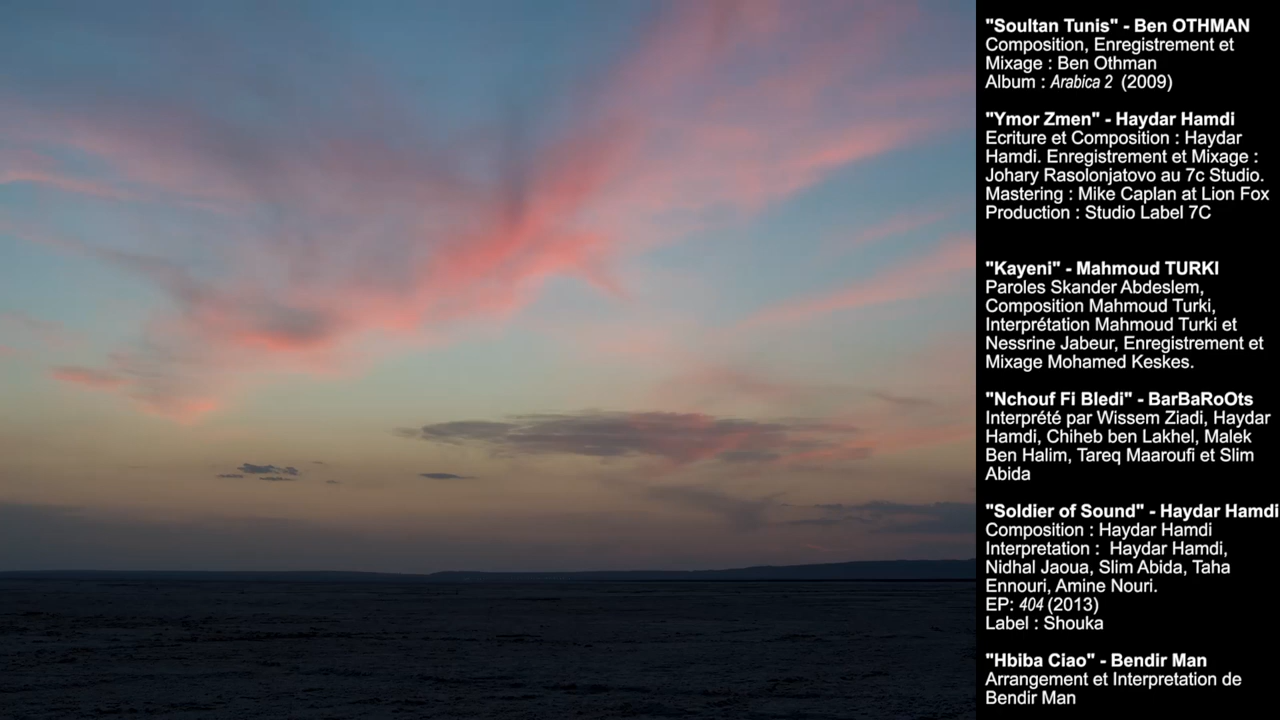 "Soultan Tunis" - Ben OTHMAN
Composition, Enregistrement et
Mixage : Ben Othman
Album : Arabica 2 (2009)
"Ymor Zmen" - Haydar Hamdi
Ecriture et Composition : Haydar
Hamdi. Enregistrement et Mixage :
Johary Rasolonjatovo au 7c Studio.
Mastering : Mike Caplan at Lion Fox
Production : Studio Label 7C
"Kayeni" - Mahmoud TURKI
Paroles Skander Abdeslem,
Composition Mahmoud Turki,
Interprétation Mahmoud Turki et
Nessrine Jabeur, Enregistrement et
Mixage Mohamed Keskes.
"Nchouf Fi Bledi" - BarBaRoOts
Interprété par Wissem Ziadi, Haydar
Hamdi, Chiheb ben Lakhel, Malek
Ben Halim, Tareq Maaroufi et Slim
Abida
"Soldier of Sound" - Haydar Hamdi
Composition : Haydar Hamdi
Interpretation : Haydar Hamdi,
Nidhal Jaoua, Slim Abida, Taha
Ennouri, Amine Nouri.
EP: 404 (2013)
Label : Shouka
"Hbiba Ciao" - Bendir Man
Arrangement et Interpretation de
Bendir Man